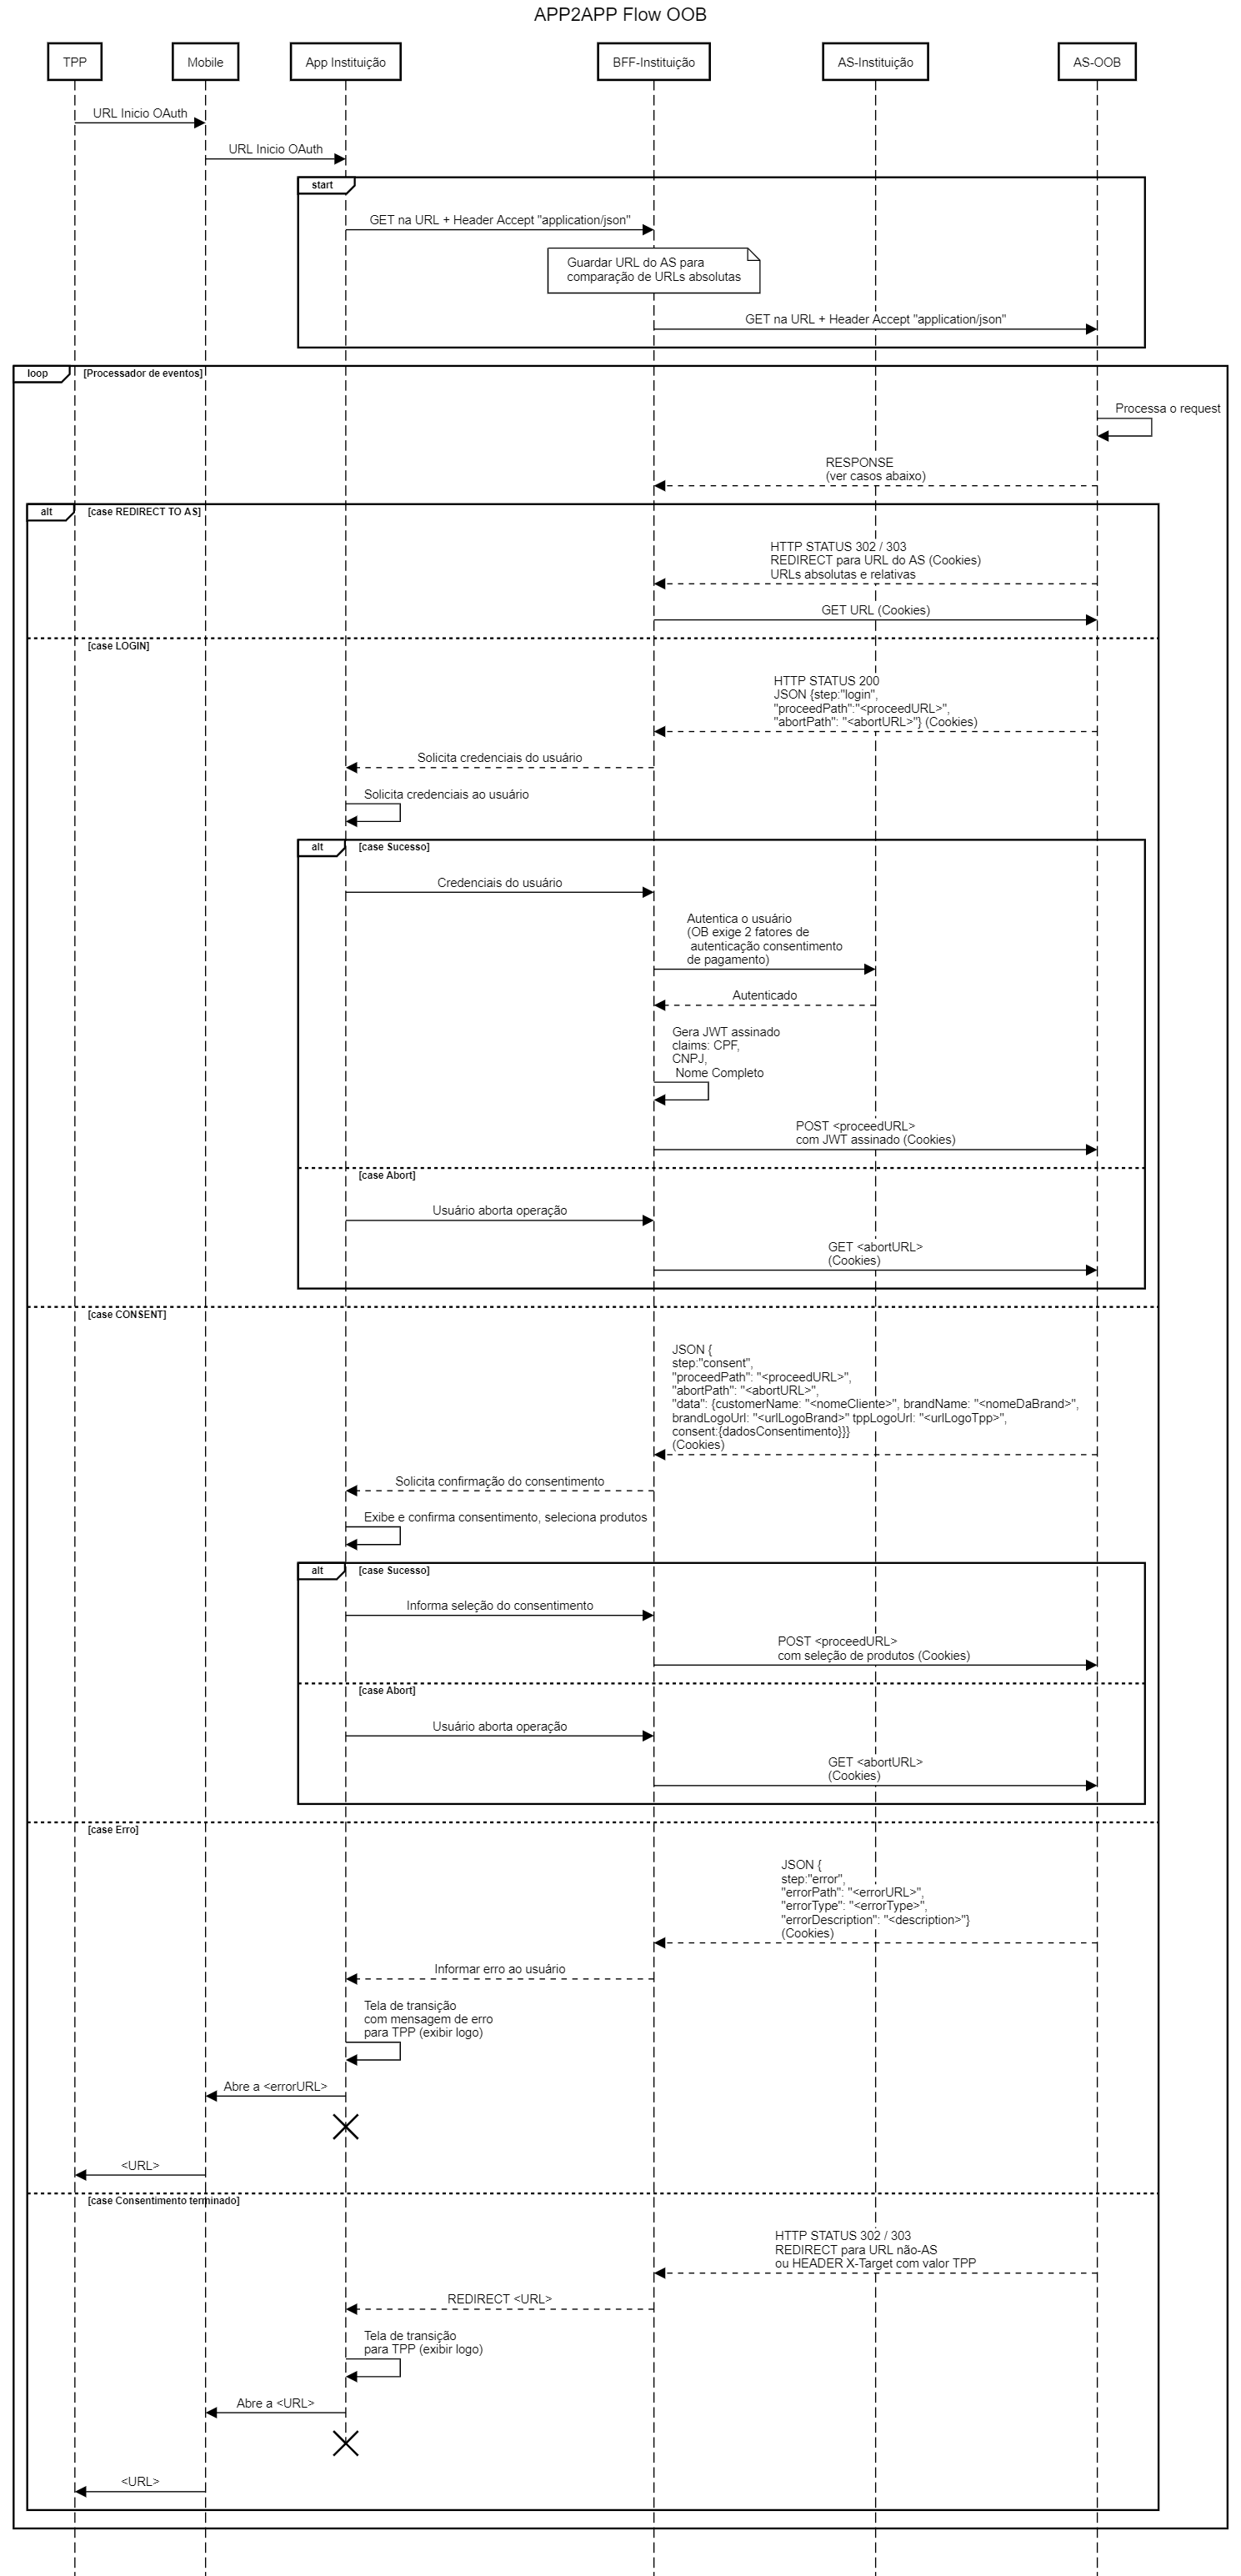 APP2APP Flow OOB
TPP
Mobile
App Instituição
BFF-Instituição
AS-Instituição
AS-OOB
URL Inicio OAuth
URL Inicio OAuth
start
GET na URL + Header Accept "application/json"
Guardar URL do AS para
comparação de URLs absolutas
GET na URL + Header Accept "application/json"
loop
[Processador de eventos]
Processa o request
RESPONSE
(ver casos abaixo)
alt
[case REDIRECT TO AS]
HTTP STATUS 302 / 303
REDIRECT para URL do AS (Cookies)
URLs absolutas e relativas
GET URL (Cookies)
[case LOGIN]
HTTP STATUS 200
JSON {step:"login",
"proceedPath":"<proceedURL>",
"abortPath": "<abortURL>"} (Cookies)
Solicita credenciais do usuário
Solicita credenciais ao usuário
alt
[case Sucesso]
Credenciais do usuário
Autentica o usuário
(OB exige 2 fatores de
autenticação consentimento
de pagamento)
Autenticado
Gera JWT assinado
claims: CPF,
CNPJ,
Nome Completo
POST <proceedURL>
com JWT assinado (Cookies)
[case Abort]
Usuário aborta operação
GET <abortURL>
(Cookies)
[case CONSENT]
JSON {
step:"consent",
"proceedPath": "<proceedURL>",
"abortPath": "<abortURL>",
"data": {customerName: "<nomeCliente>", brandName: "<nomeDaBrand>",
brandLogoUrl: "<urlLogoBrand>" tppLogoUrl: "<urlLogoTpp>",
consent:{dadosConsentimento}}}
(Cookies)
Solicita confirmação do consentimento
Exibe e confirma consentimento, seleciona produtos
alt
[case Sucesso]
Informa seleção do consentimento
POST <proceedURL>
com seleção de produtos (Cookies)
[case Abort]
Usuário aborta operação
GET <abortURL>
(Cookies)
[case Erro]
JSON {
step:"error",
"errorPath": "<errorURL>",
"errorType": "<errorType>",
"errorDescription": "<description>"}
(Cookies)
Informar erro ao usuário
Tela de transição
com mensagem de erro
para TPP (exibir logo)
Abre a <errorURL>
<URL>
[case Consentimento terminado]
HTTP STATUS 302 / 303
REDIRECT para URL não-AS
ou HEADER X-Target com valor TPP
REDIRECT <URL>
Tela de transição
para TPP (exibir logo)
Abre a <URL>
<URL>